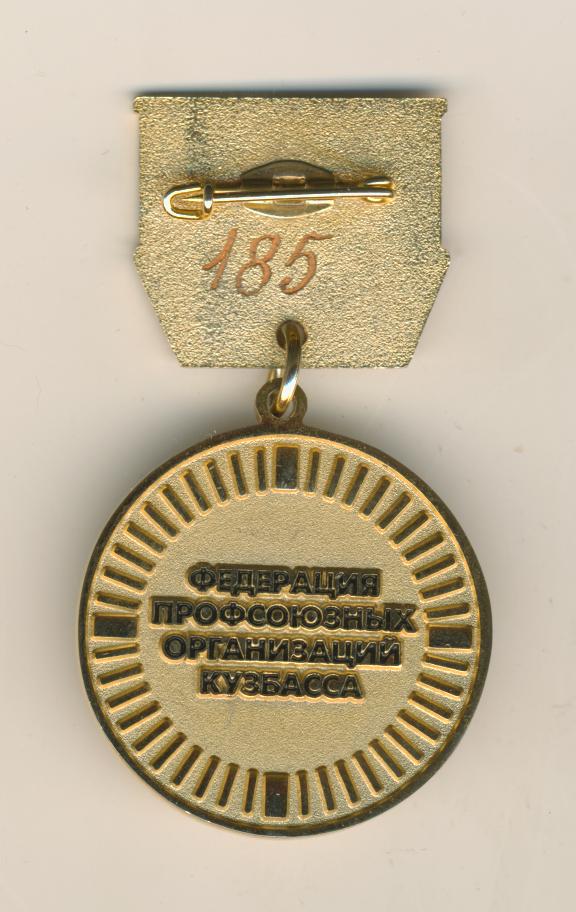 185
ФЕДЕРАЦИЯ
ПРОФСОЮЗНЫХ
ОРГАНИЗАЦИЙ
КУЗБАССА